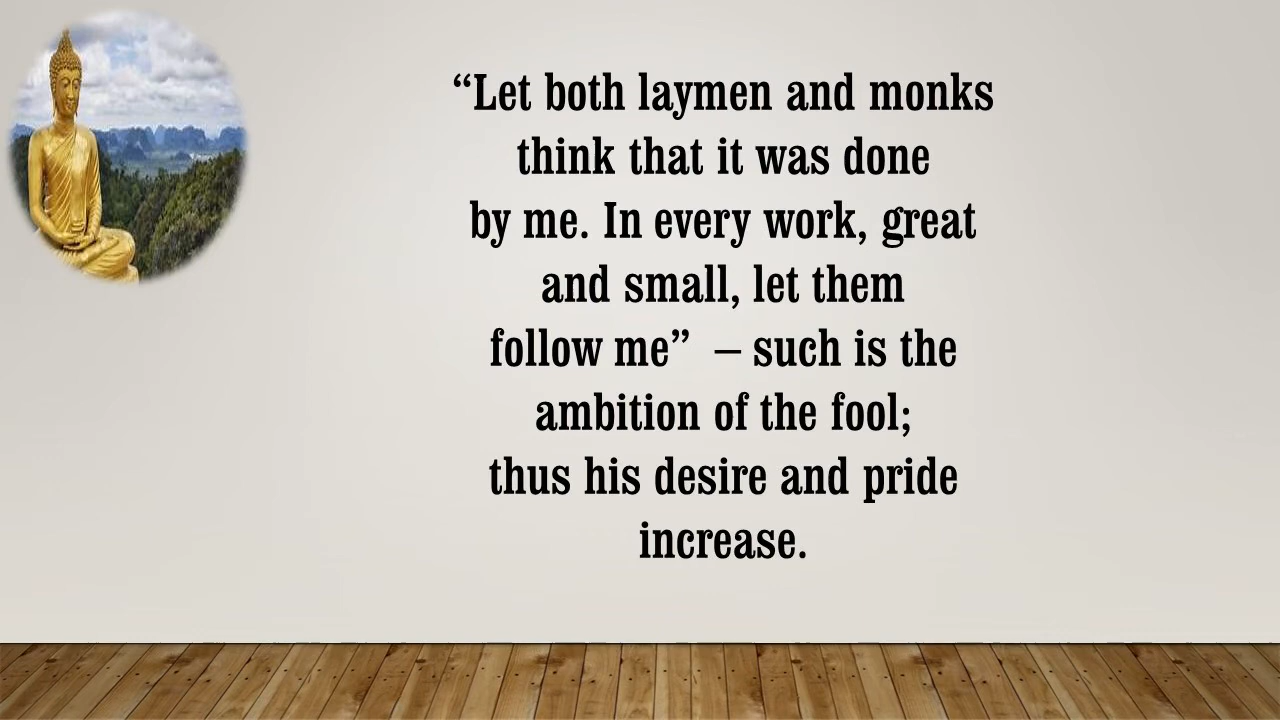 “Let both laymen and monks
think that it was done
by me. In every work, great
and small, let them
follow me”  – such is the
ambition of the fool;
thus his desire and pride
increase.